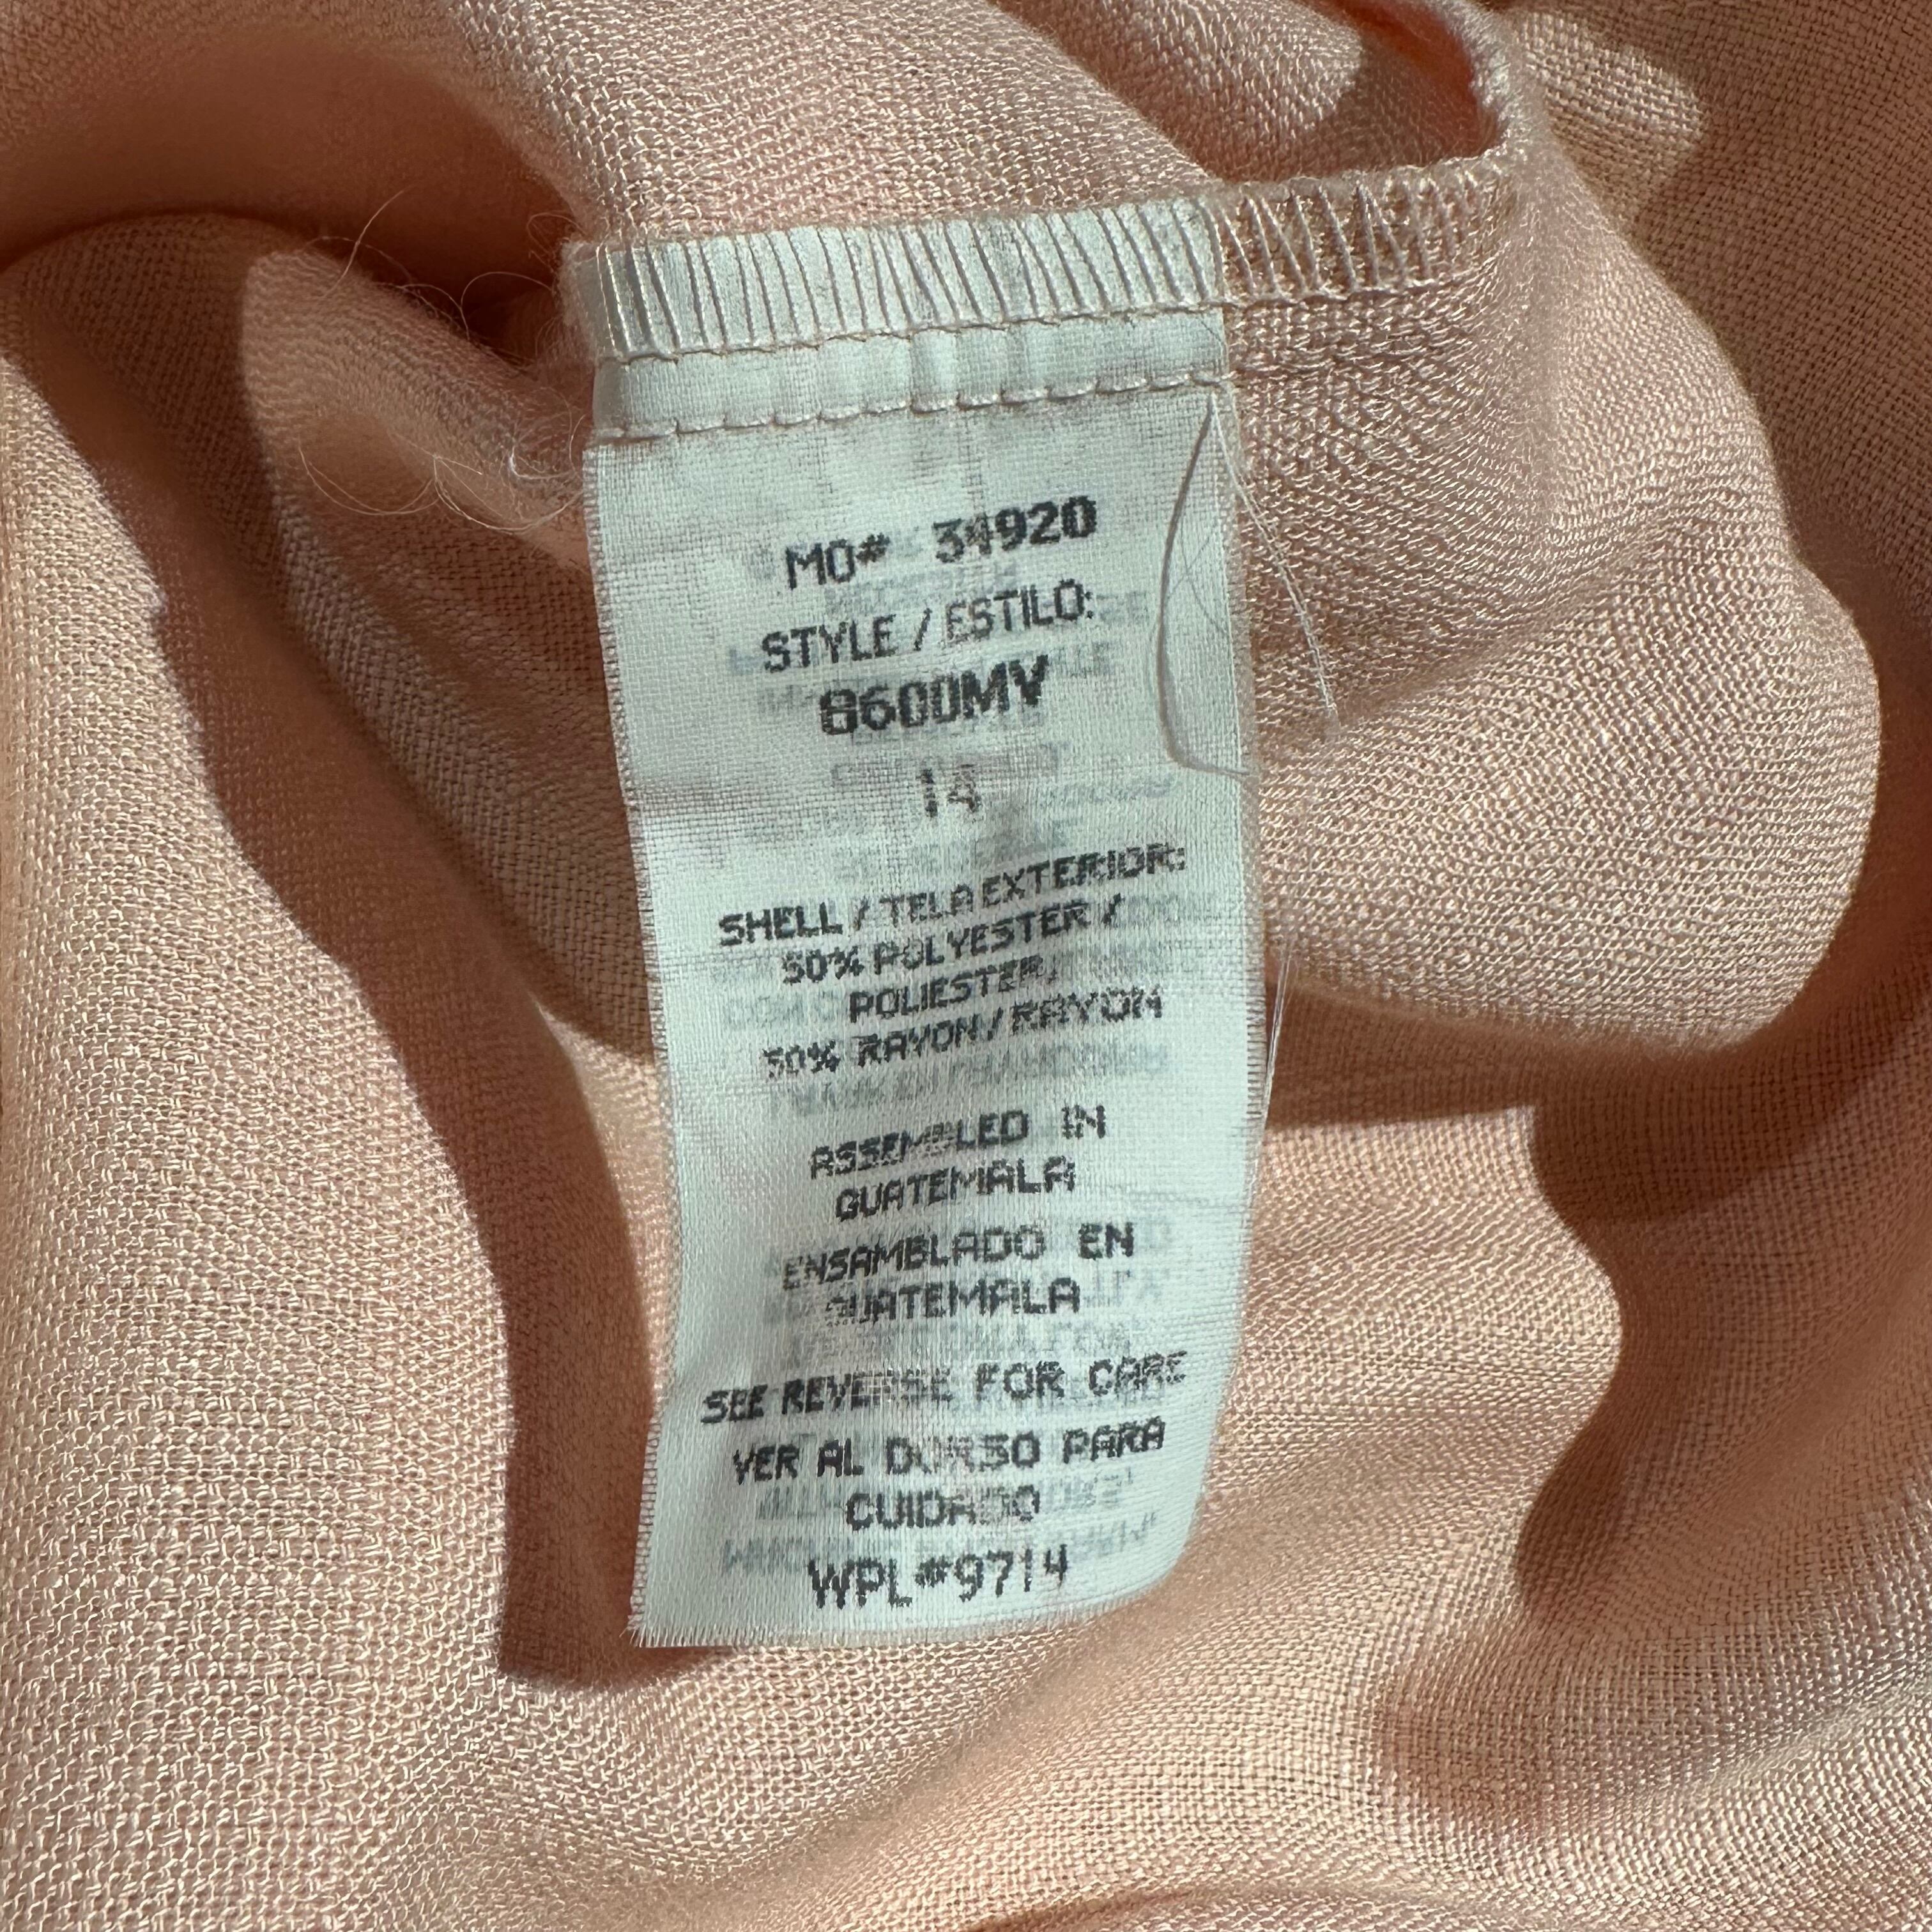 MO# 34920
STYLE / ESTILO:
8600MV
14
SHELL / TELA EXTERIOR:
50% POLYESTER /
POLIESTER,
50% RAYON / RAYON
ASSEMBLED IN
GUATEMALA
ENSAMBLADO EN
GUATEMALA
SEE REVERSE FOR CARE
VER AL DORSO PARA
CUIDADO
WPL#9714